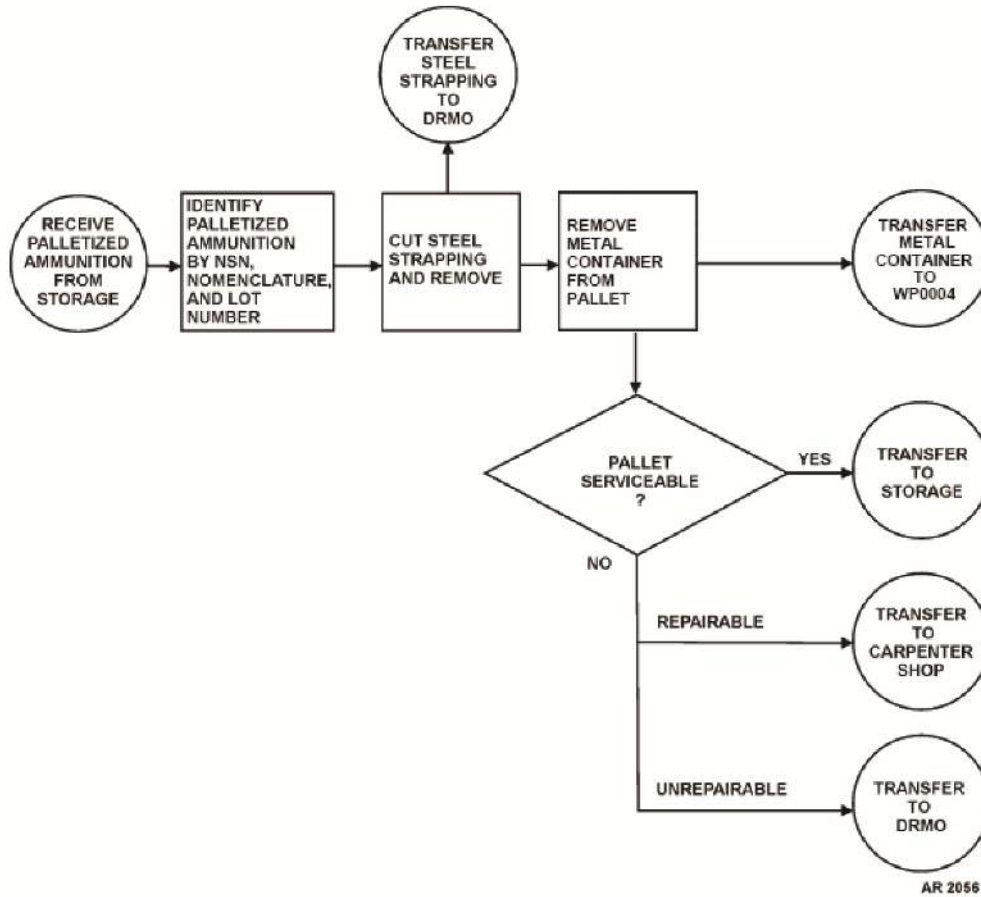 TRANSFER
STEEL
STRAPPING
TO
DRMO
RECEIVE
PALLETIZED
AMMUNITION
FROM
STORAGE
IDENTIFY
PALLETIZED
AMMUNITION
BY NSN,
NOMENCLATURE,
AND LOT
NUMBER
CUT STEEL
STRAPPING
AND REMOVE
REMOVE
METAL
CONTAINER
FROM
PALLET
TRANSFER
METAL
CONTAINER
TO
WP0004
PALLET
SERVICEABLE
?
YES
TRANSFER
TO
STORAGE
NO
REPAIRABLE
TRANSFER
TO
CARPENTER
SHOP
UNREPAIRABLE
TRANSFER
TO
DRMO
AR 2056